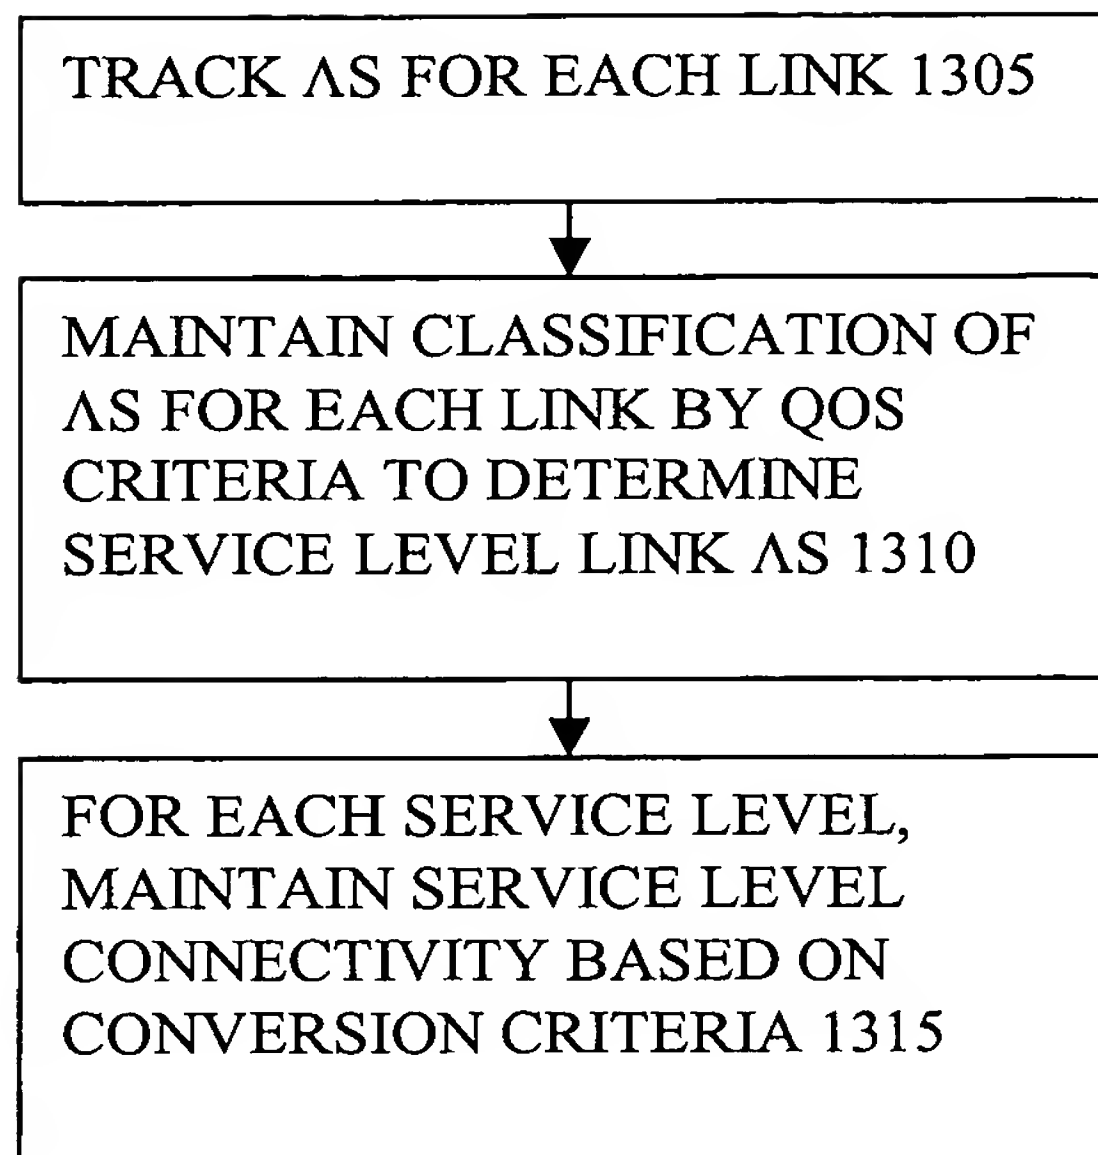 TRACK ΛS FOR EACH LINK 1305
MAINTAIN CLASSIFICATION OF
ΛS FOR EACH LINK BY QOS
CRITERIA TO DETERMINE
SERVICE LEVEL LINK ΛS 1310
FOR EACH SERVICE LEVEL,
MAINTAIN SERVICE LEVEL
CONNECTIVITY BASED ON
CONVERSION CRITERIA 1315